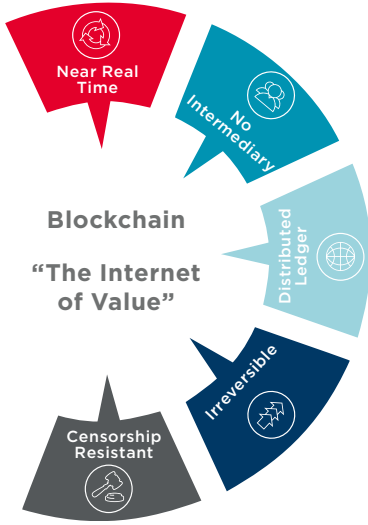 Near Real
Time
No
Intermediary
Distributed
Ledger
Irreversible
Censorship
Resistant
Blockchain
“The Internet
of Value”